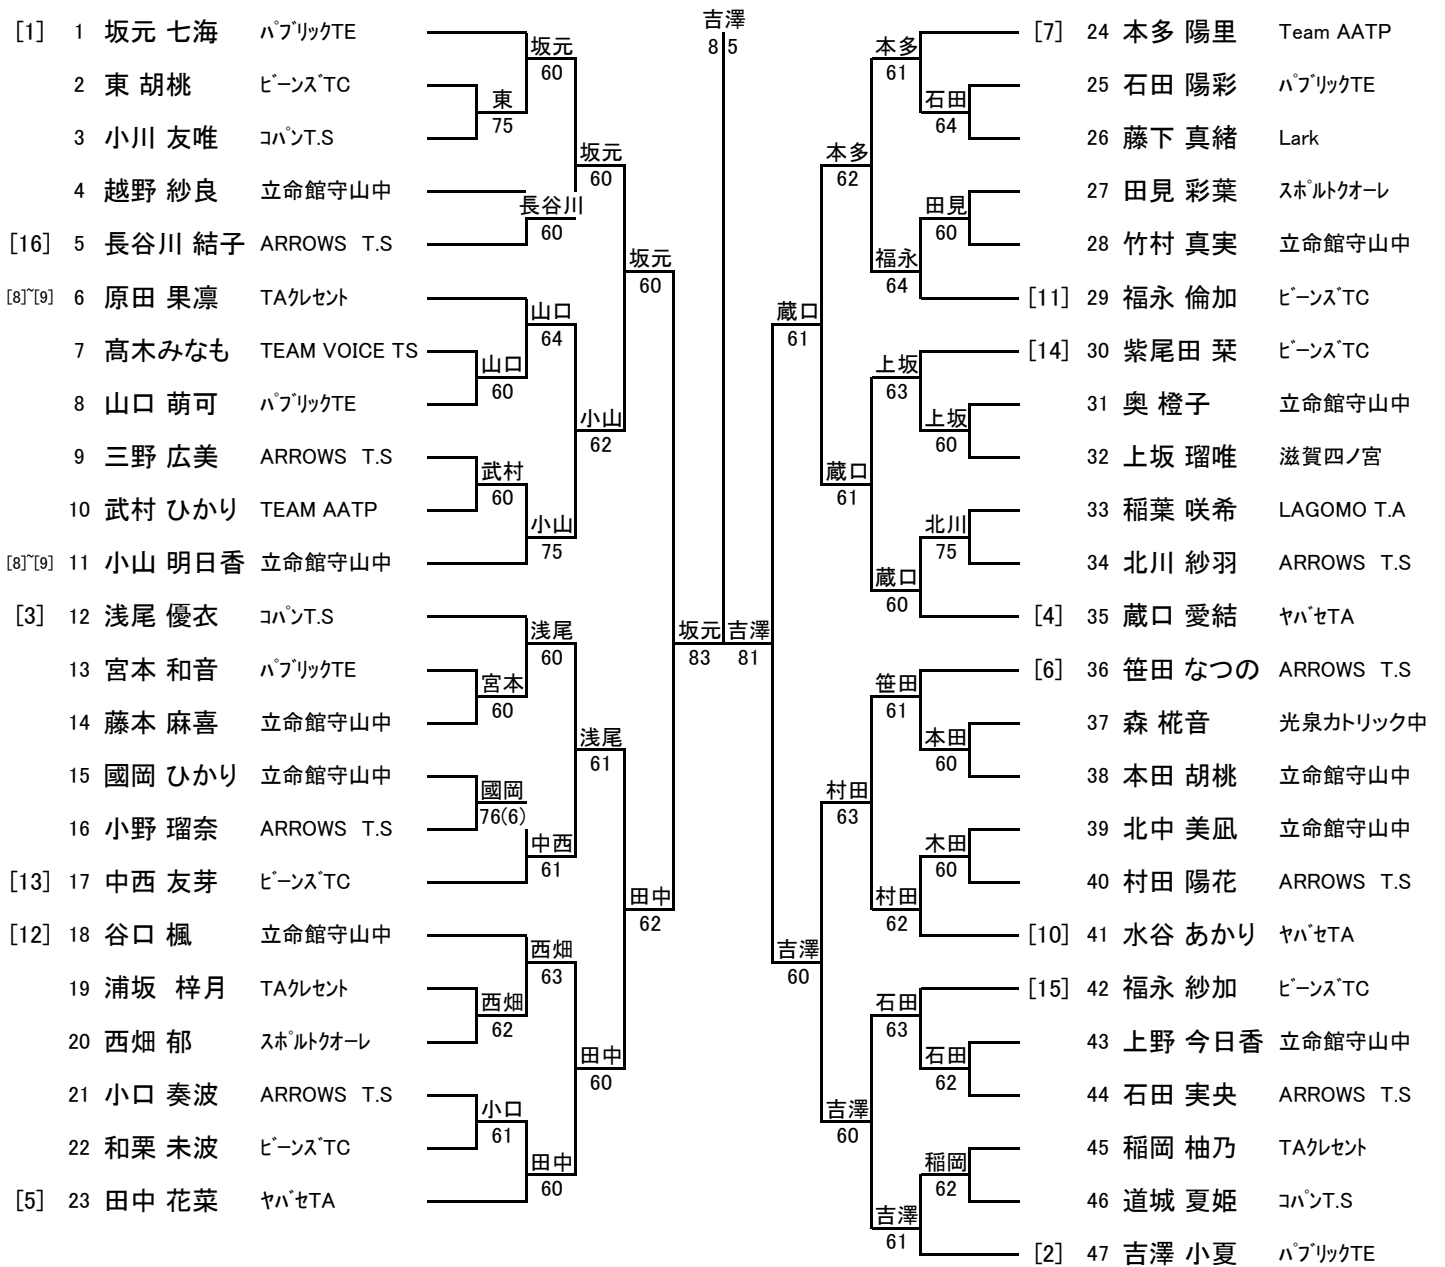 吉澤
8 5
[1] 1 坂元 七海 パブリックTE
2 東 胡桃 ビーンズTC
3 小川 友唯 コパンT.S
4 越野 紗良 立命館守山中
[16] 5 長谷川 結子 ARROWS T.S
[8]~[9] 6 原田 果凛 TAクレセント
7 髙木みなも TEAM VOICE TS
8 山口 萌可 パブリックTE
9 三野 広美 ARROWS T.S
10 武村 ひかり TEAM AATP
[8]~[9] 11 小山 明日香 立命館守山中
[3] 12 浅尾 優衣 コパンT.S
13 宮本 和音 パブリックTE
14 藤本 麻喜 立命館守山中
15 國岡 ひかり 立命館守山中
16 小野 瑠奈 ARROWS T.S
[13] 17 中西 友芽 ビーンズTC
[12] 18 谷口 楓 立命館守山中
19 浦坂 梓月 TAクレセント
20 西畑 郁 スポルトクオーレ
21 小口 奏波 ARROWS T.S
22 和栗 未波 ビーンズTC
[5] 23 田中 花菜 ヤバセTA
東
75
山口
60
武村
60
宮本
60
國岡
76(6)
西畑
62
小口
61
坂元
60
長谷川
60
山口
64
小山
75
浅尾
60
中西
61
西畑
63
田中
60
坂元
60
小山
62
浅尾
61
田中
60
坂元
60
田中
62
坂元
83
吉澤
81
蔵口
61
吉澤
60
本多
62
蔵口
61
村田
63
吉澤
60
本多
61
福永
64
上坂
63
蔵口
60
笹田
61
村田
62
石田
63
吉澤
61
石田
64
田見
60
上坂
60
北川
75
本田
60
木田
60
石田
62
稲岡
62
[7] 24 本多 陽里 Team AATP
25 石田 陽彩 パブリックTE
26 藤下 真緒 Lark
27 田見 彩葉 スポルトクオーレ
28 竹村 真実 立命館守山中
[11] 29 福永 倫加 ビーンズTC
[14] 30 紫尾田 栞 ビーンズTC
31 奥 橙子 立命館守山中
32 上坂 瑠唯 滋賀四ノ宮
33 稲葉 咲希 LAGOMO T.A
34 北川 紗羽 ARROWS T.S
[4] 35 蔵口 愛結 ヤバセTA
[6] 36 笹田 なつの ARROWS T.S
37 森 椛音 光泉カトリック中
38 本田 胡桃 立命館守山中
39 北中 美凪 立命館守山中
40 村田 陽花 ARROWS T.S
[10] 41 水谷 あかり ヤバセTA
[15] 42 福永 紗加 ビーンズTC
43 上野 今日香 立命館守山中
44 石田 実央 ARROWS T.S
45 稲岡 柚乃 TAクレセント
46 道城 夏姫 コパンT.S
[2] 47 吉澤 小夏 パブリックTE